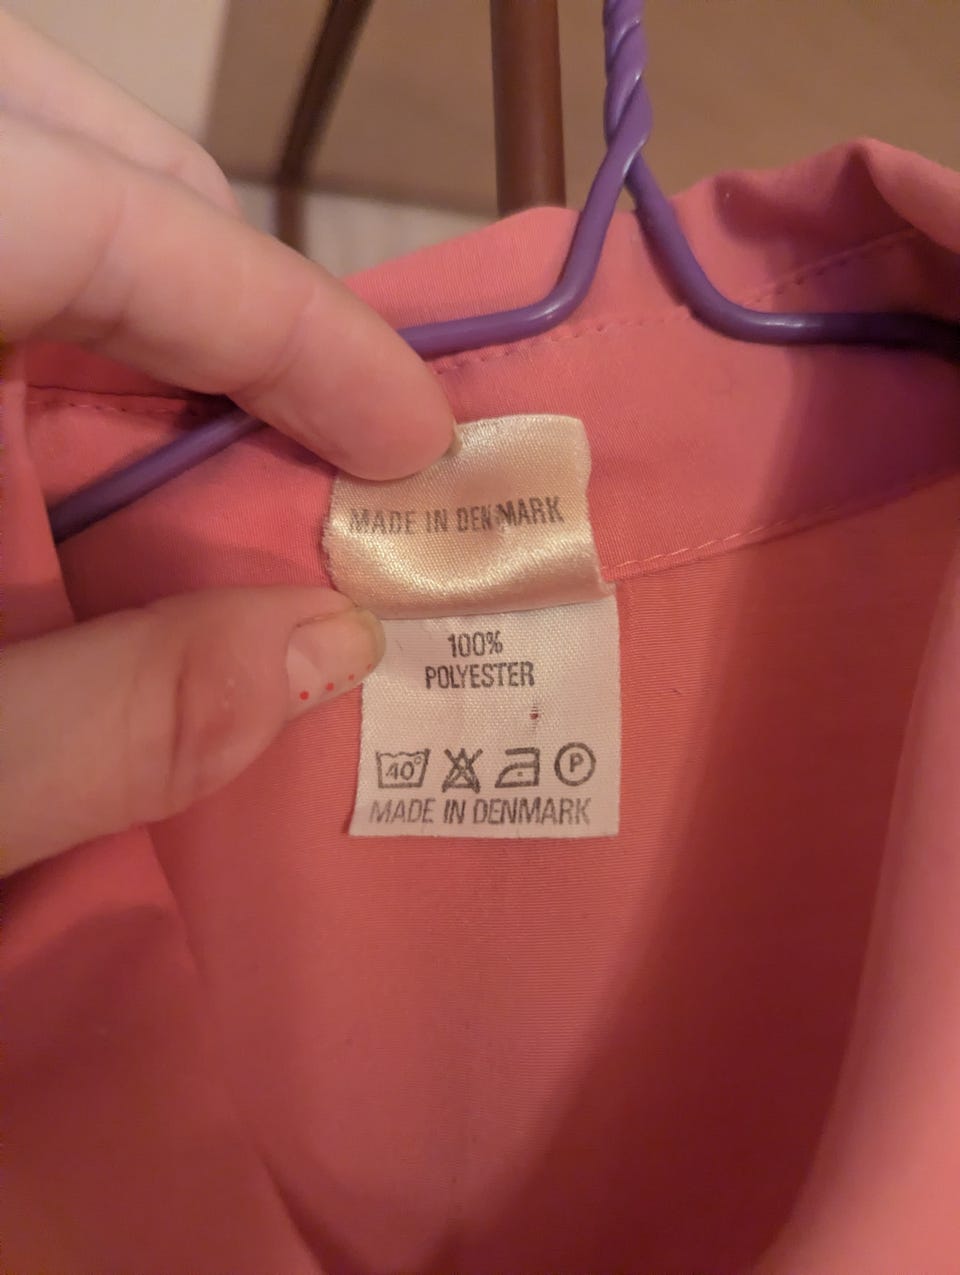 MADE IN DENMARK
100%
POLYESTER
40° P
MADE IN DENMARK